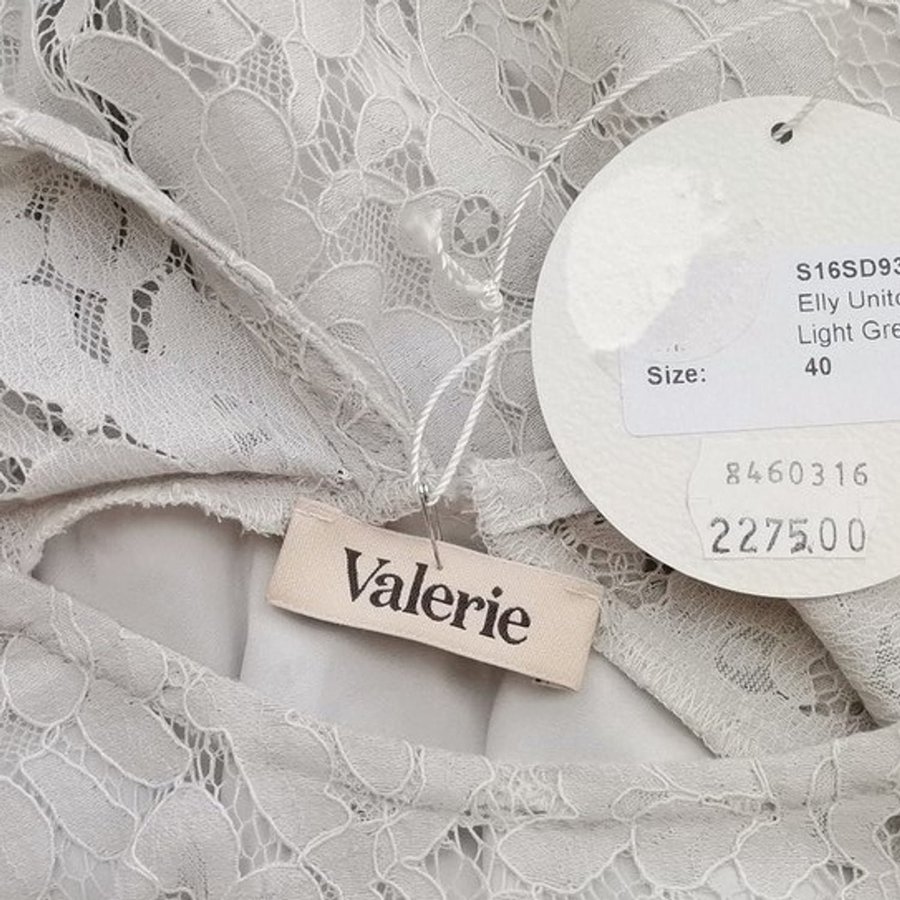 S16SD93
Elly Unito
Light Gre
Size: 40
8460316
2275.00
Valerie